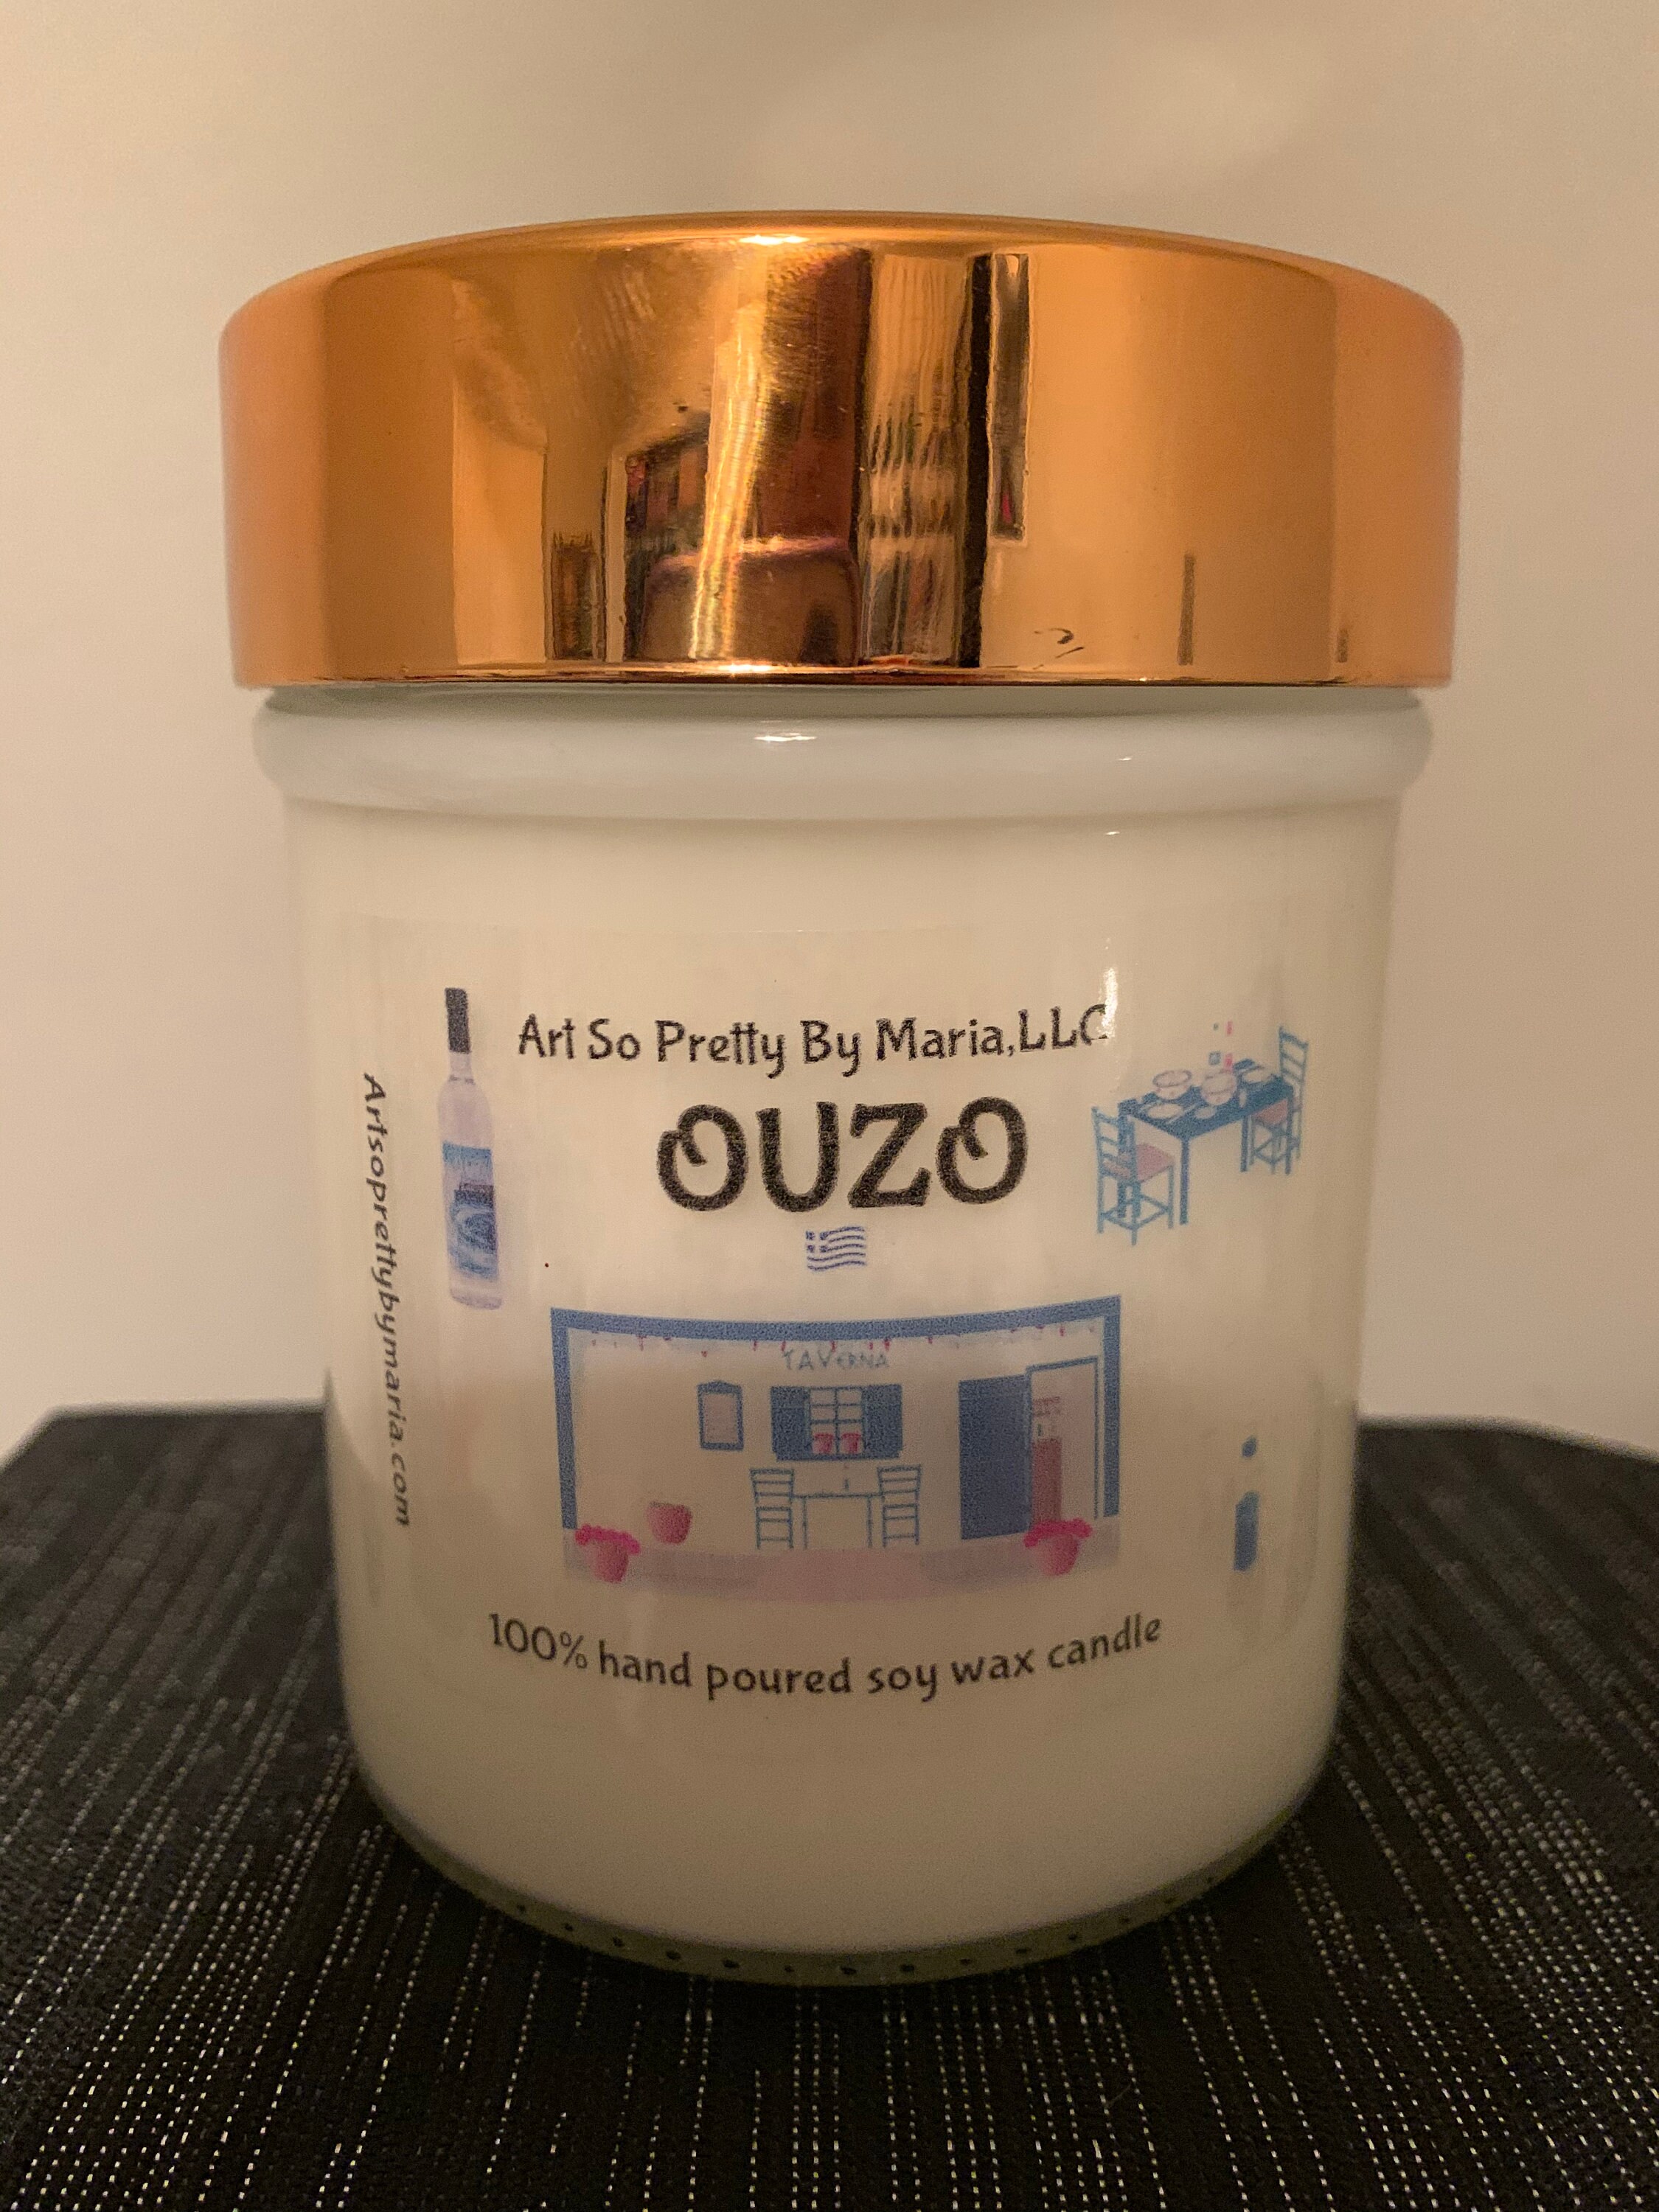 Art So Pretty By Maria,LLC
OUZO
TAVERNA
100% hand poured soy wax candle
Artsoprettybymaria.com